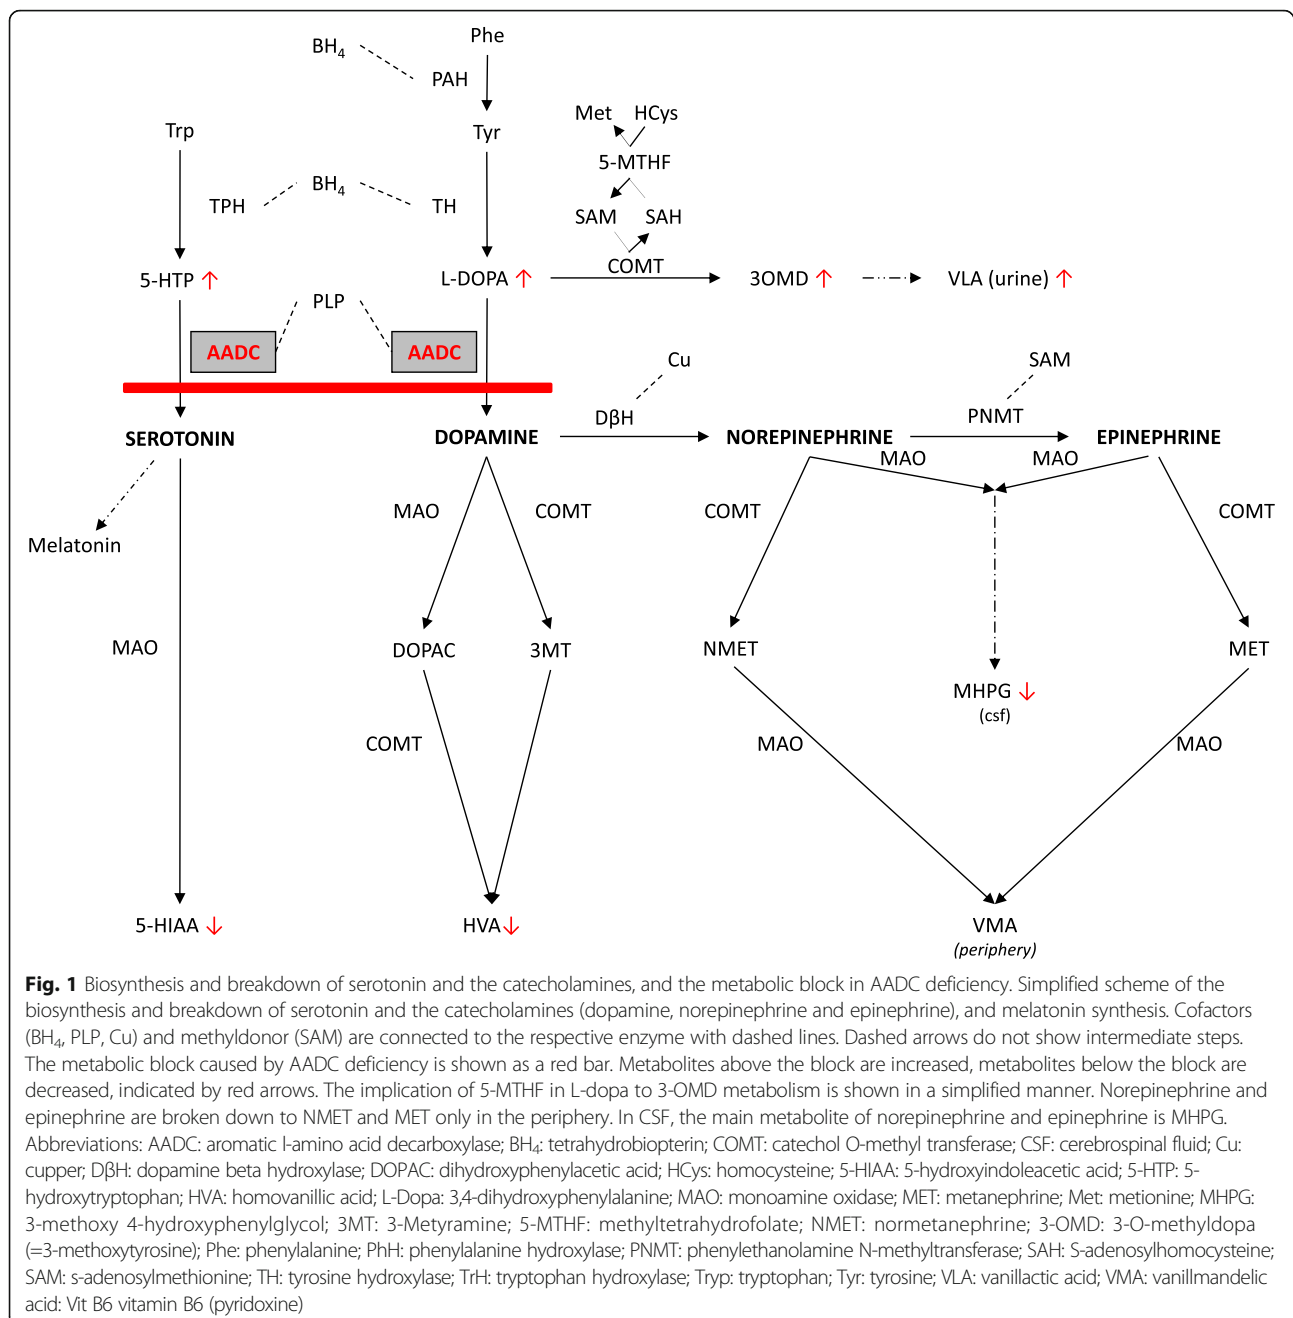 Phe
BH4
PAH
Met HCys
Trp
Tyr
5-MTHF
BH4
TPH
TH
SAM SAH
COMT
5-HTP ↑
L-DOPA ↑
3OMD ↑
VLA (urine) ↑
PLP
AADC
AADC
Cu
SAM
DβH
PNMT
SEROTONIN
DOPAMINE
NOREPINEPHRINE
EPINEPHRINE
MAO
MAO
MAO
COMT
COMT
COMT
Melatonin
MAO
DOPAC
3MT
NMET
MET
MHPG ↓
(csf)
COMT
MAO
MAO
5-HIAA ↓
HVA↓
VMA
(periphery)
Fig. 1 Biosynthesis and breakdown of serotonin and the catecholamines, and the metabolic block in AADC deficiency. Simplified scheme of the
biosynthesis and breakdown of serotonin and the catecholamines (dopamine, norepinephrine and epinephrine), and melatonin synthesis. Cofactors
(BH4, PLP, Cu) and methyldonor (SAM) are connected to the respective enzyme with dashed lines. Dashed arrows do not show intermediate steps.
The metabolic block caused by AADC deficiency is shown as a red bar. Metabolites above the block are increased, metabolites below the block are
decreased, indicated by red arrows. The implication of 5-MTHF in L-dopa to 3-OMD metabolism is shown in a simplified manner. Norepinephrine and
epinephrine are broken down to NMET and MET only in the periphery. In CSF, the main metabolite of norepinephrine and epinephrine is MHPG.
Abbreviations: AADC: aromatic l-amino acid decarboxylase; BH4: tetrahydrobiopterin; COMT: catechol O-methyl transferase; CSF: cerebrospinal fluid; Cu:
cupper; DβH: dopamine beta hydroxylase; DOPAC: dihydroxyphenylacetic acid; HCys: homocysteine; 5-HIAA: 5-hydroxyindoleacetic acid; 5-HTP: 5-
hydroxytryptophan; HVA: homovanillic acid; L-Dopa: 3,4-dihydroxyphenylalanine; MAO: monoamine oxidase; MET: metanephrine; Met: metionine; MHPG:
3-methoxy 4-hydroxyphenylglycol; 3MT: 3-Metyramine; 5-MTHF: methyltetrahydrofolate; NMET: normetanephrine; 3-OMD: 3-O-methyldopa
(=3-methoxytyrosine); Phe: phenylalanine; PhH: phenylalanine hydroxylase; PNMT: phenylethanolamine N-methyltransferase; SAH: S-adenosylhomocysteine;
SAM: s-adenosylmethionine; TH: tyrosine hydroxylase; TrH: tryptophan hydroxylase; Tryp: tryptophan; Tyr: tyrosine; VLA: vanillactic acid; VMA: vanillmandelic
acid: Vit B6 vitamin B6 (pyridoxine)